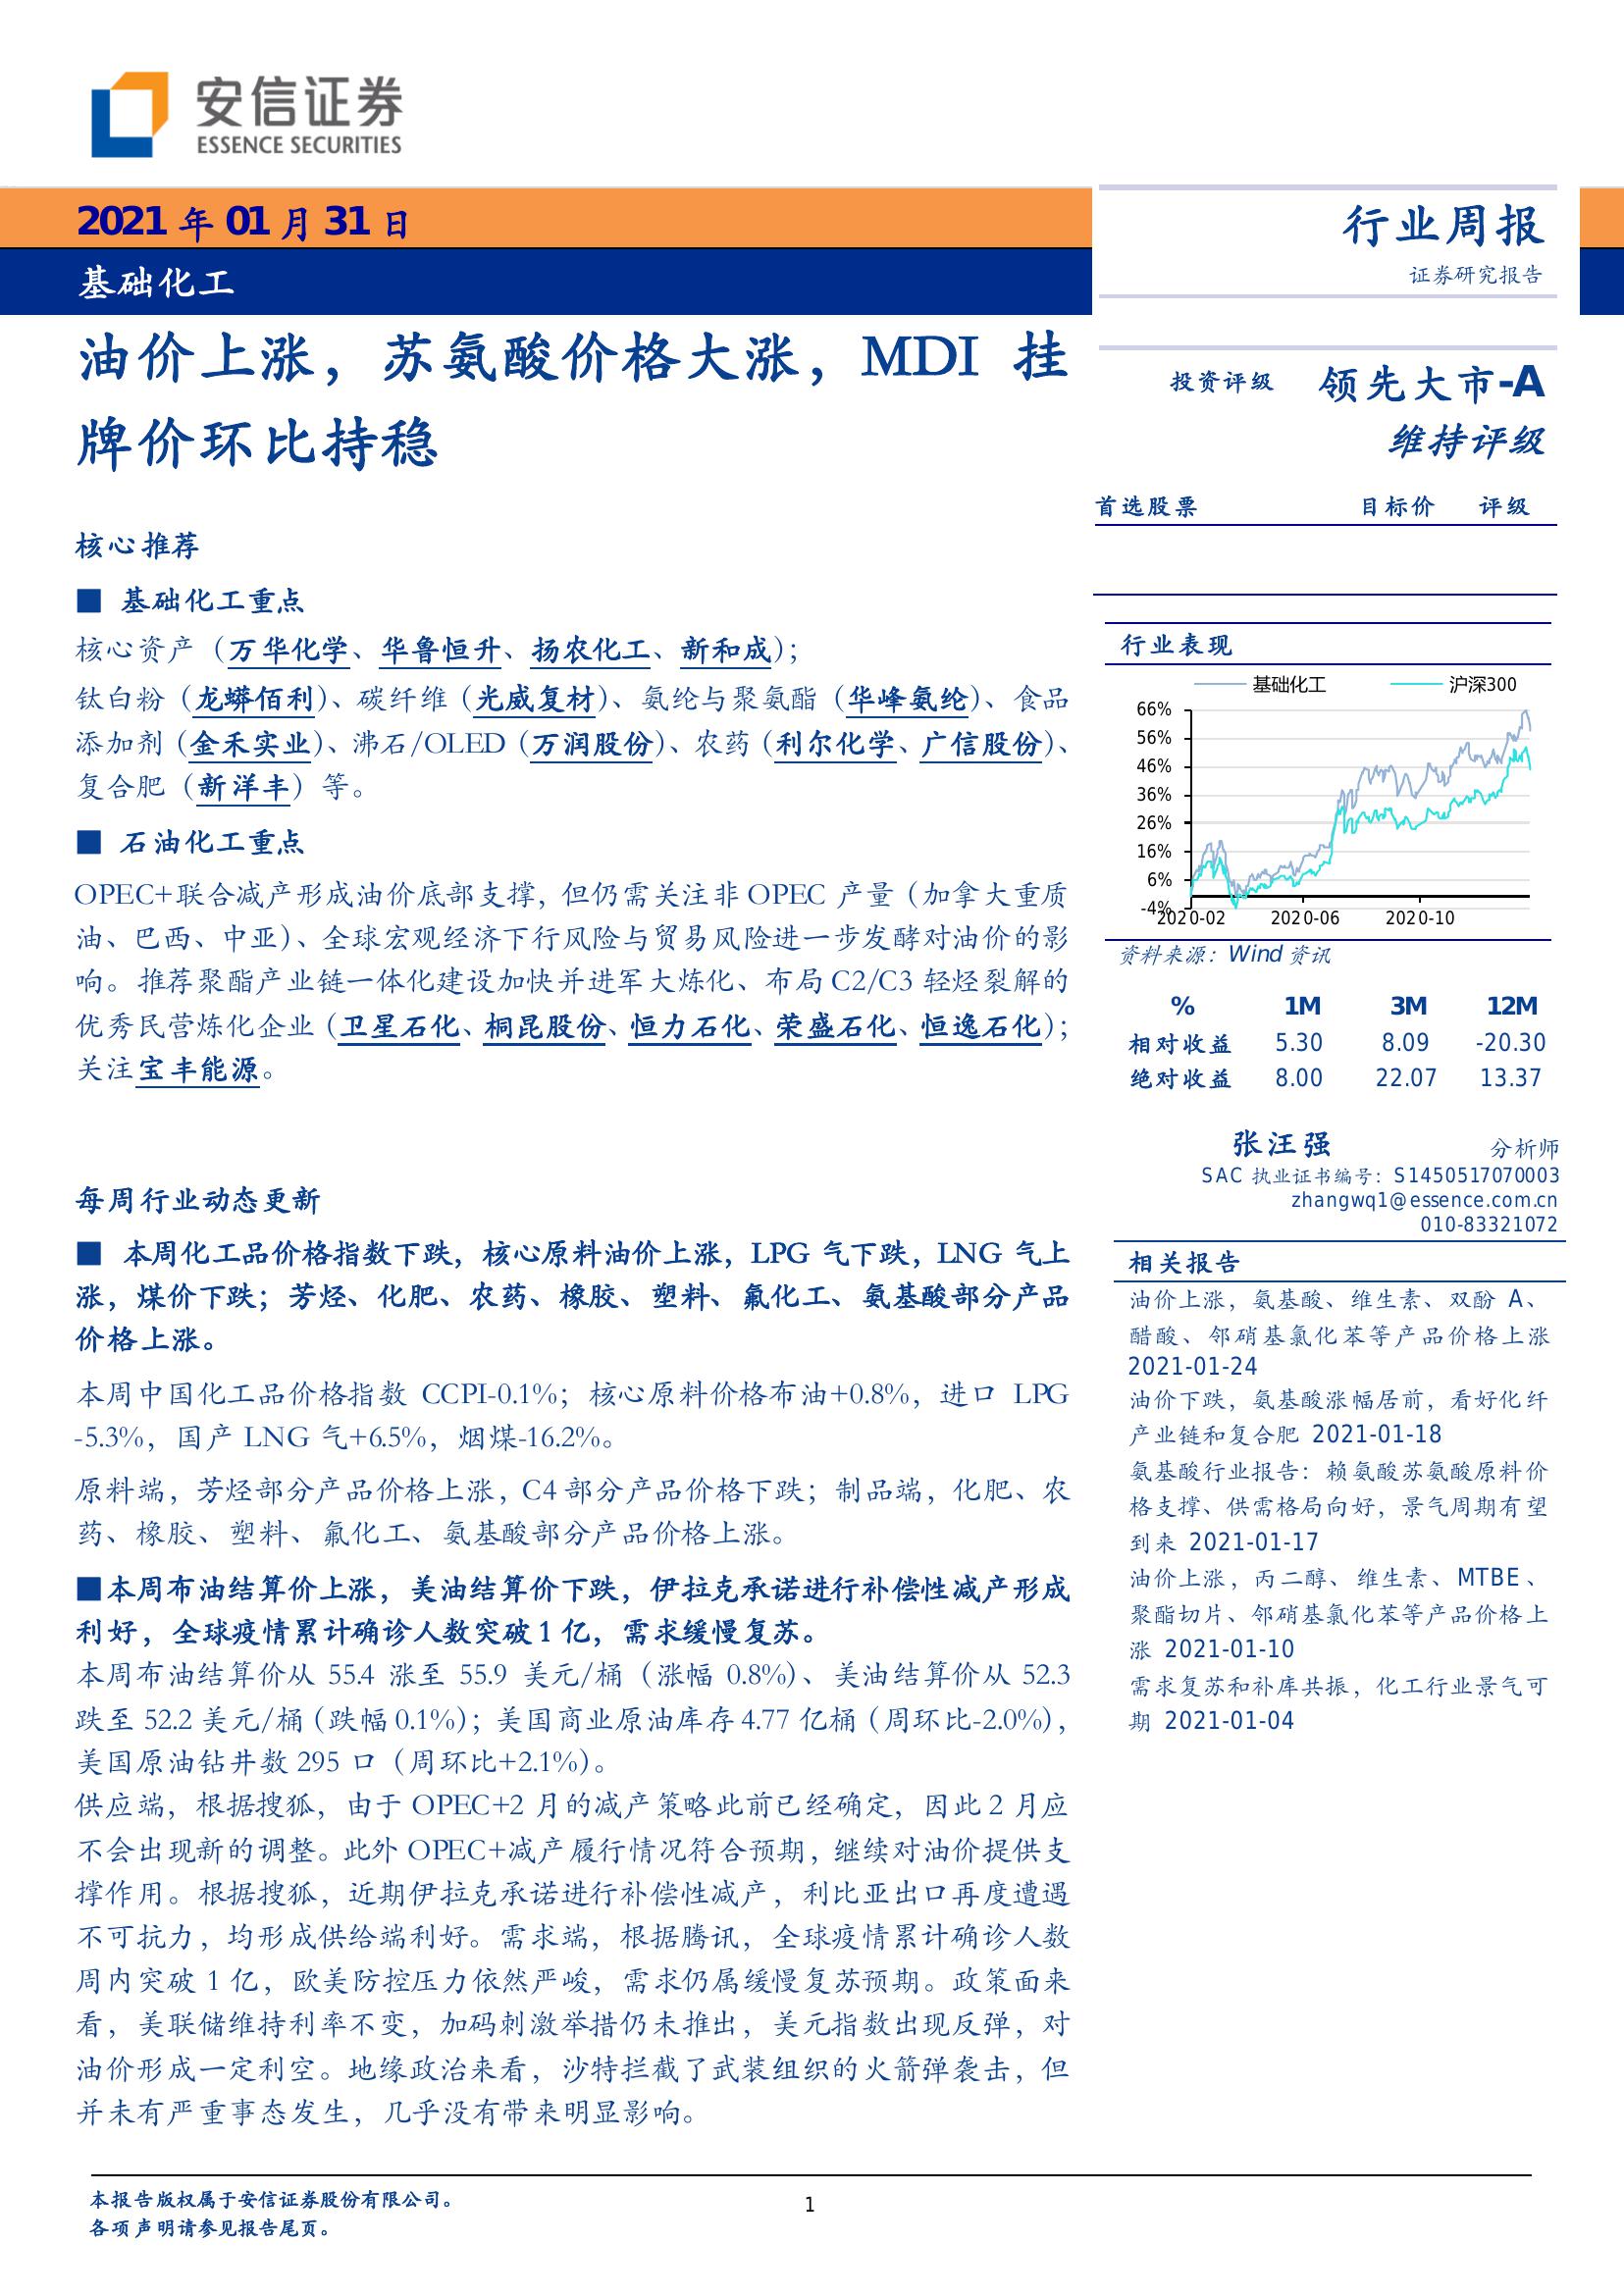 安信证券
ESSENCE SECURITIES
2021 年 01 月 31 日
基础化工
行业周报
证券研究报告
油价上涨，苏氨酸价格大涨，MDI 挂
牌价环比持稳
核心推荐
■ 基础化工重点
核心资产（万华化学、华鲁恒升、扬农化工、新和成）；
钛白粉（龙蟒佰利）、碳纤维（光威复材）、氨纶与聚氨酯（华峰氨纶）、食品
添加剂（金禾实业）、沸石/OLED（万润股份）、农药（利尔化学、广信股份）、
复合肥（新洋丰）等。
■ 石油化工重点
OPEC+联合减产形成油价底部支撑，但仍需关注非 OPEC 产量（加拿大重质
油、巴西、中亚）、全球宏观经济下行风险与贸易风险进一步发酵对油价的影
响。推荐聚酯产业链一体化建设加快并进军大炼化、布局 C2/C3 轻烃裂解的
优秀民营炼化企业（卫星石化、桐昆股份、恒力石化、荣盛石化、恒逸石化）；
关注宝丰能源。
每周行业动态更新
■ 本周化工品价格指数下跌，核心原料油价上涨，LPG 气下跌，LNG 气上
涨，煤价下跌；芳烃、化肥、农药、橡胶、塑料、氟化工、氨基酸部分产品
价格上涨。
本周中国化工品价格指数 CCPI-0.1%；核心原料价格布油+0.8%，进口 LPG
-5.3%，国产 LNG 气+6.5%，烟煤-16.2%。
原料端，芳烃部分产品价格上涨，C4 部分产品价格下跌；制品端，化肥、农
药、橡胶、塑料、氟化工、氨基酸部分产品价格上涨。
■本周布油结算价上涨，美油结算价下跌，伊拉克承诺进行补偿性减产形成
利好，全球疫情累计确诊人数突破 1 亿，需求缓慢复苏。
本周布油结算价从 55.4 涨至 55.9 美元/桶（涨幅 0.8%）、美油结算价从 52.3
跌至 52.2 美元/桶（跌幅 0.1%）；美国商业原油库存 4.77 亿桶（周环比-2.0%），
美国原油钻井数 295 口（周环比+2.1%）。
供应端，根据搜狐，由于 OPEC+2 月的减产策略此前已经确定，因此 2 月应
不会出现新的调整。此外 OPEC+减产履行情况符合预期，继续对油价提供支
撑作用。根据搜狐，近期伊拉克承诺进行补偿性减产，利比亚出口再度遭遇
不可抗力，均形成供给端利好。需求端，根据腾讯，全球疫情累计确诊人数
周内突破 1 亿，欧美防控压力依然严峻，需求仍属缓慢复苏预期。政策面来
看，美联储维持利率不变，加码刺激举措仍未推出，美元指数出现反弹，对
油价形成一定利空。地缘政治来看，沙特拦截了武装组织的火箭弹袭击，但
并未有严重事态发生，几乎没有带来明显影响。
投资评级 领先大市-A
维持评级
首选股票 目标价 评级
行业表现
基础化工 沪深300
66%
56%
46%
36%
26%
16%
6%
-4%
2020-02 2020-06 2020-10
资料来源：Wind 资讯
% 1M 3M 12M
相对收益 5.30 8.09 -20.30
绝对收益 8.00 22.07 13.37
张汪强 分析师
SAC 执业证书编号：S1450517070003
zhangwq1@essence.com.cn
010-83321072
相关报告
油价上涨，氨基酸、维生素、双酚 A、
醋酸、邻硝基氯化苯等产品价格上涨
2021-01-24
油价下跌，氨基酸涨幅居前，看好化纤
产业链和复合肥 2021-01-18
氨基酸行业报告：赖氨酸苏氨酸原料价
格支撑、供需格局向好，景气周期有望
到来 2021-01-17
油价上涨，丙二醇、维生素、MTBE、
聚酯切片、邻硝基氯化苯等产品价格上
涨 2021-01-10
需求复苏和补库共振，化工行业景气可
期 2021-01-04
本报告版权属于安信证券股份有限公司。
各项声明请参见报告尾页。
1